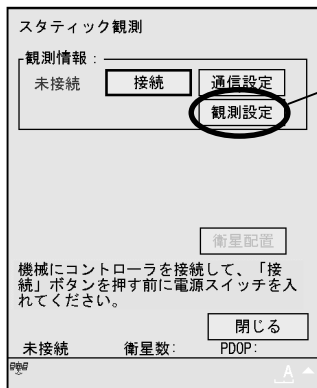 スタティック観測
観測情報：
未接続 接続 通信設定
観測設定
衛星配置
機械にコントローラを接続して、「接
続」ボタンを押す前に電源スイッチを入
れてください。
閉じる
未接続 衛星数： PDOP：
A